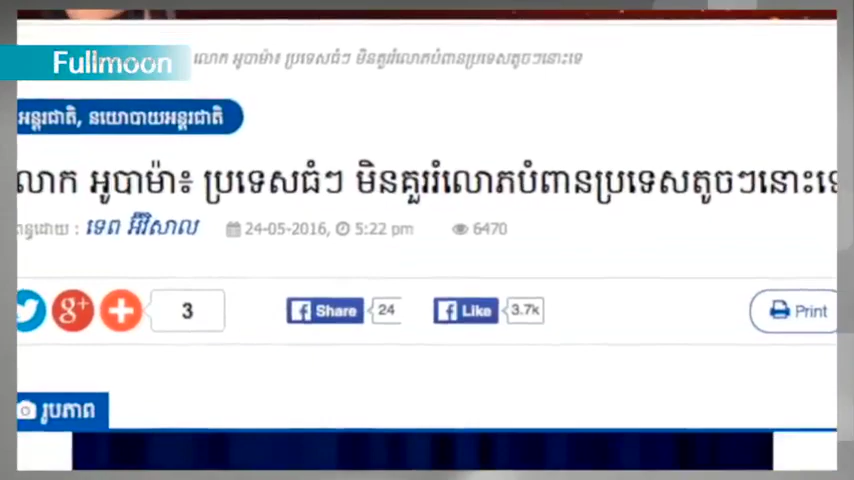 លោក អូបាម៉ា៖ ប្រទេសធំៗ មិនគួររំលោភបំពានប្រទេសតូចៗនោះទេ
Fullmoon
អន្តរជាតិ, នយោបាយអន្តរជាតិ
លោក អូបាម៉ា៖ ប្រទេសធំៗ មិនគួររំលោភបំពានប្រទេសតូចៗនោះទេ
ពន្ធដោយ : ទេព អ៊ីវិសាល 24-05-2016, 5:22 pm 6470
3 Share 24 Like 3.7k Print
រូបភាព